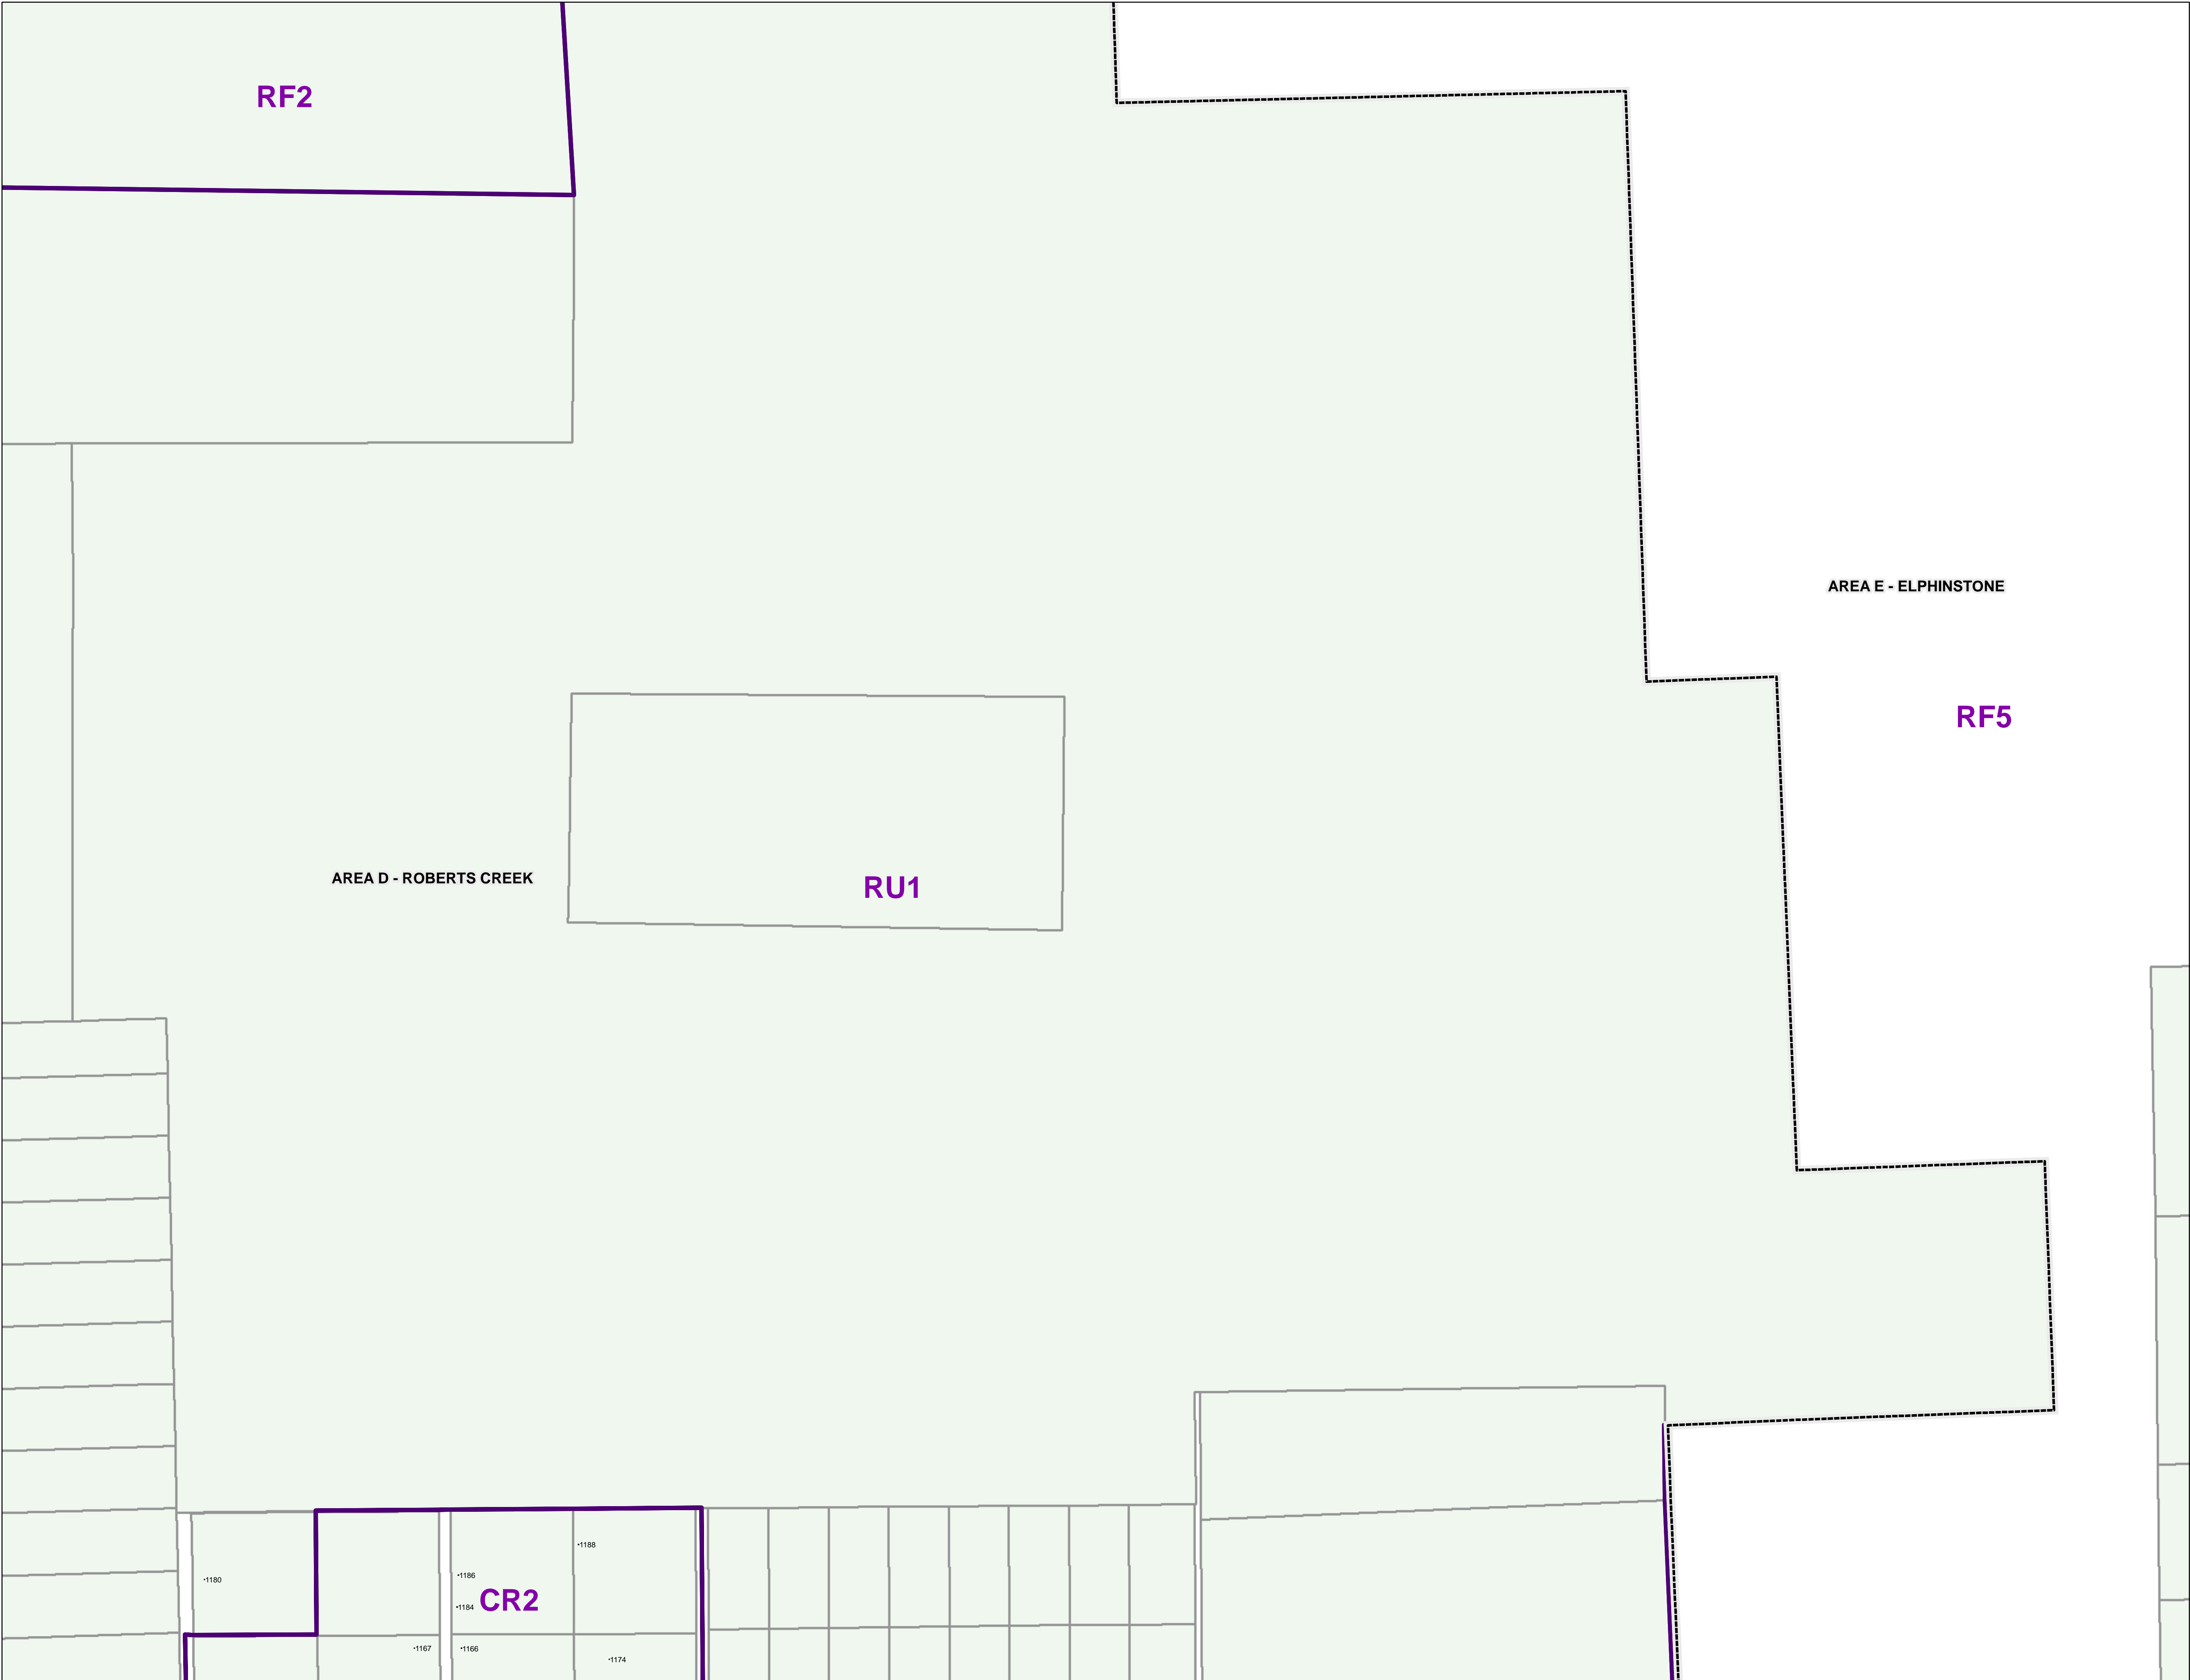 RF2
AREA E - ELPHINSTONE
RF5
AREA D - ROBERTS CREEK
RU1
1188
1186
1180
CR2
1184
1167
1166
1174